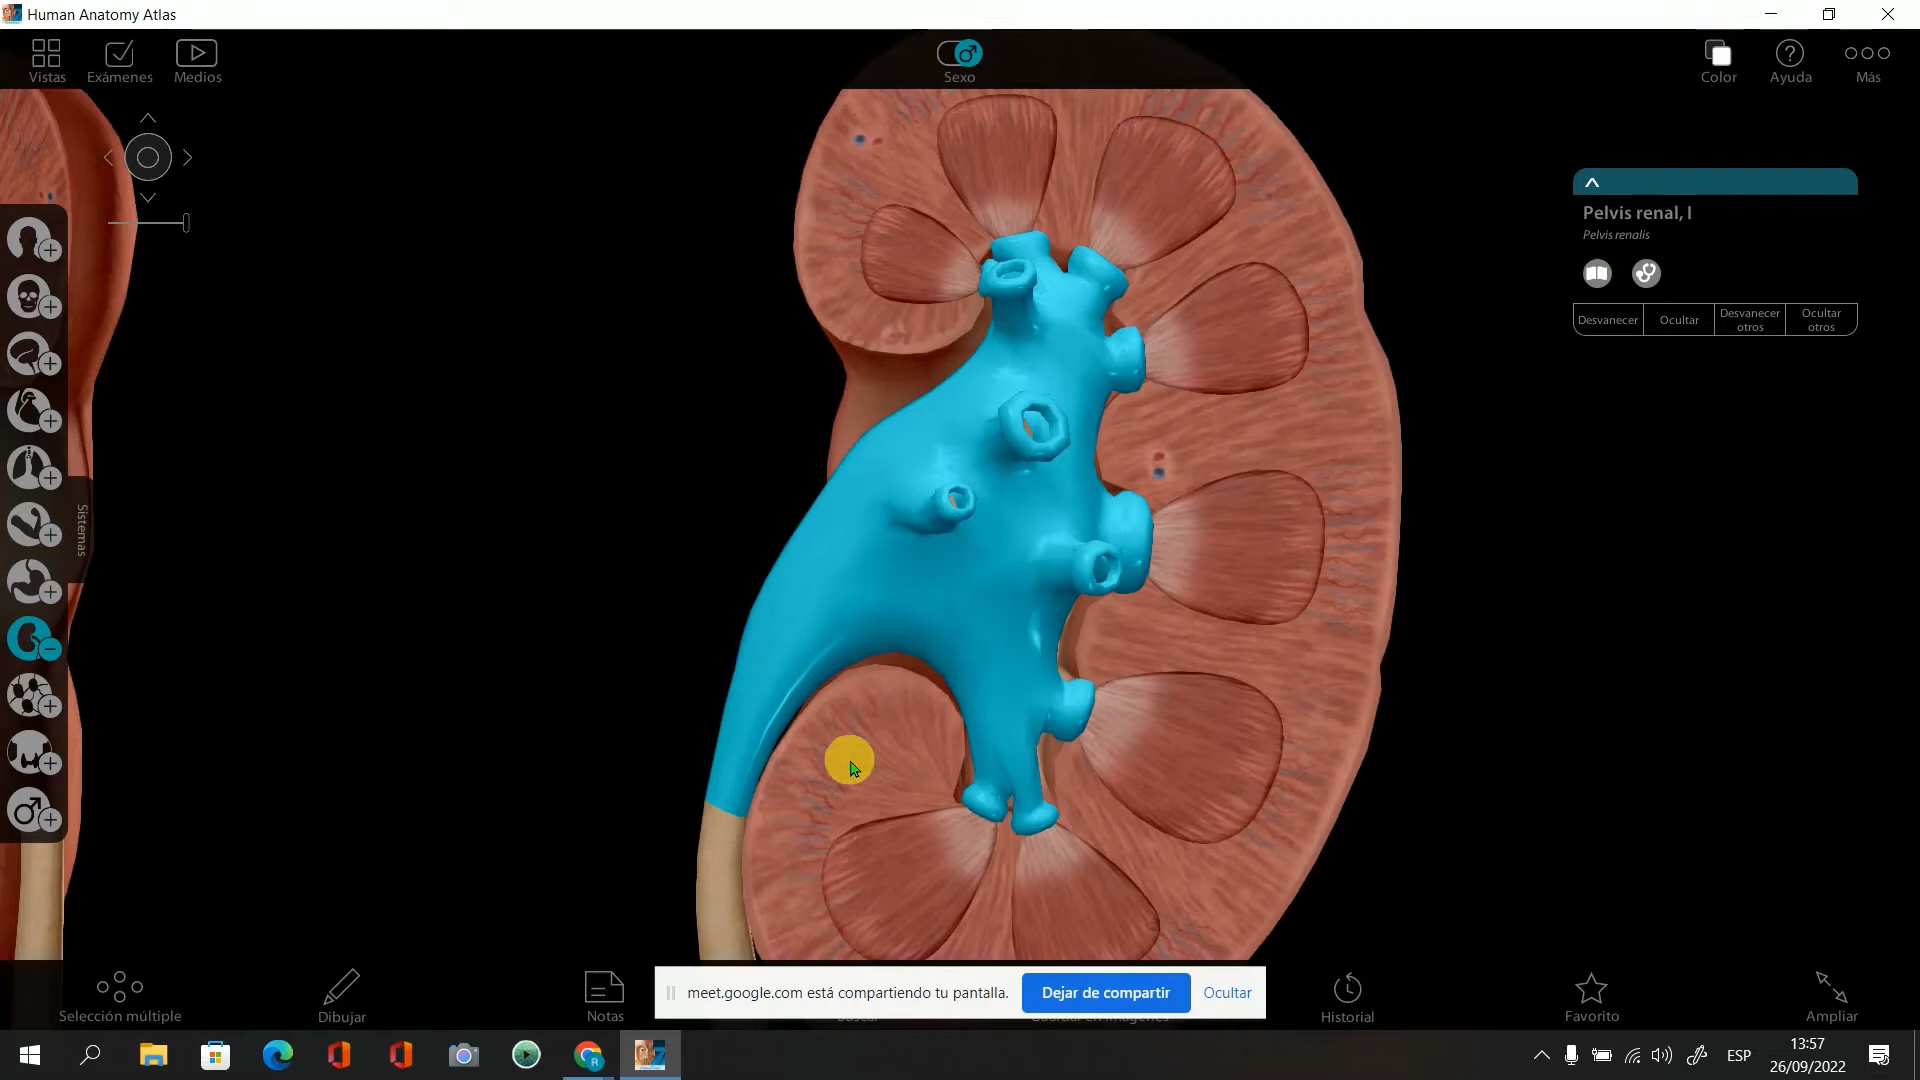 Human Anatomy Atlas
Vistas
Exámenes
Medios
Sexo
Color
Ayuda
Más
Pelvis renal, I
Pelvis renalis
Desvanecer
Ocultar
Desvanecer
otros
Ocultar
otros
Sistemas
Selección múltiple
Dibujar
Notas
meet.google.com está compartiendo tu pantalla.
Dejar de compartir
Ocultar
Historial
Favorito
Ampliar
ESP
13:57
26/09/2022